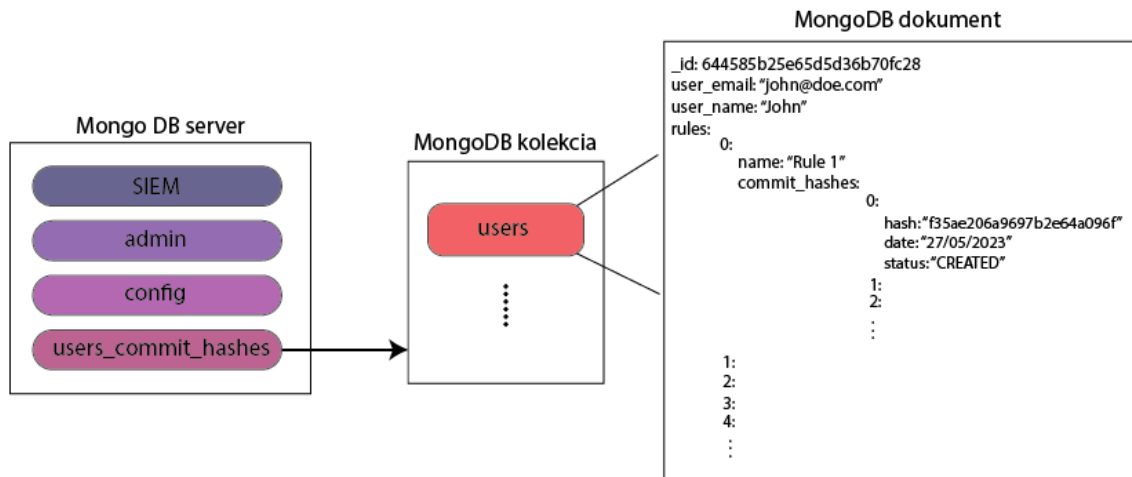 Mongo DB server
SIEM
admin
config
users_commit_hashes
MongoDB kolekcia
users
MongoDB dokument
_id: 644585b25e65d5d36b70fc28
user_email: “john@doe.com”
user_name: “John”
rules:
0:
name: “Rule 1”
commit_hashes:
0:
hash:“f35ae206a9697b2e64a096f”
date: “27/05/2023”
status:“CREATED”
1:
2:
1:
2:
3:
4: